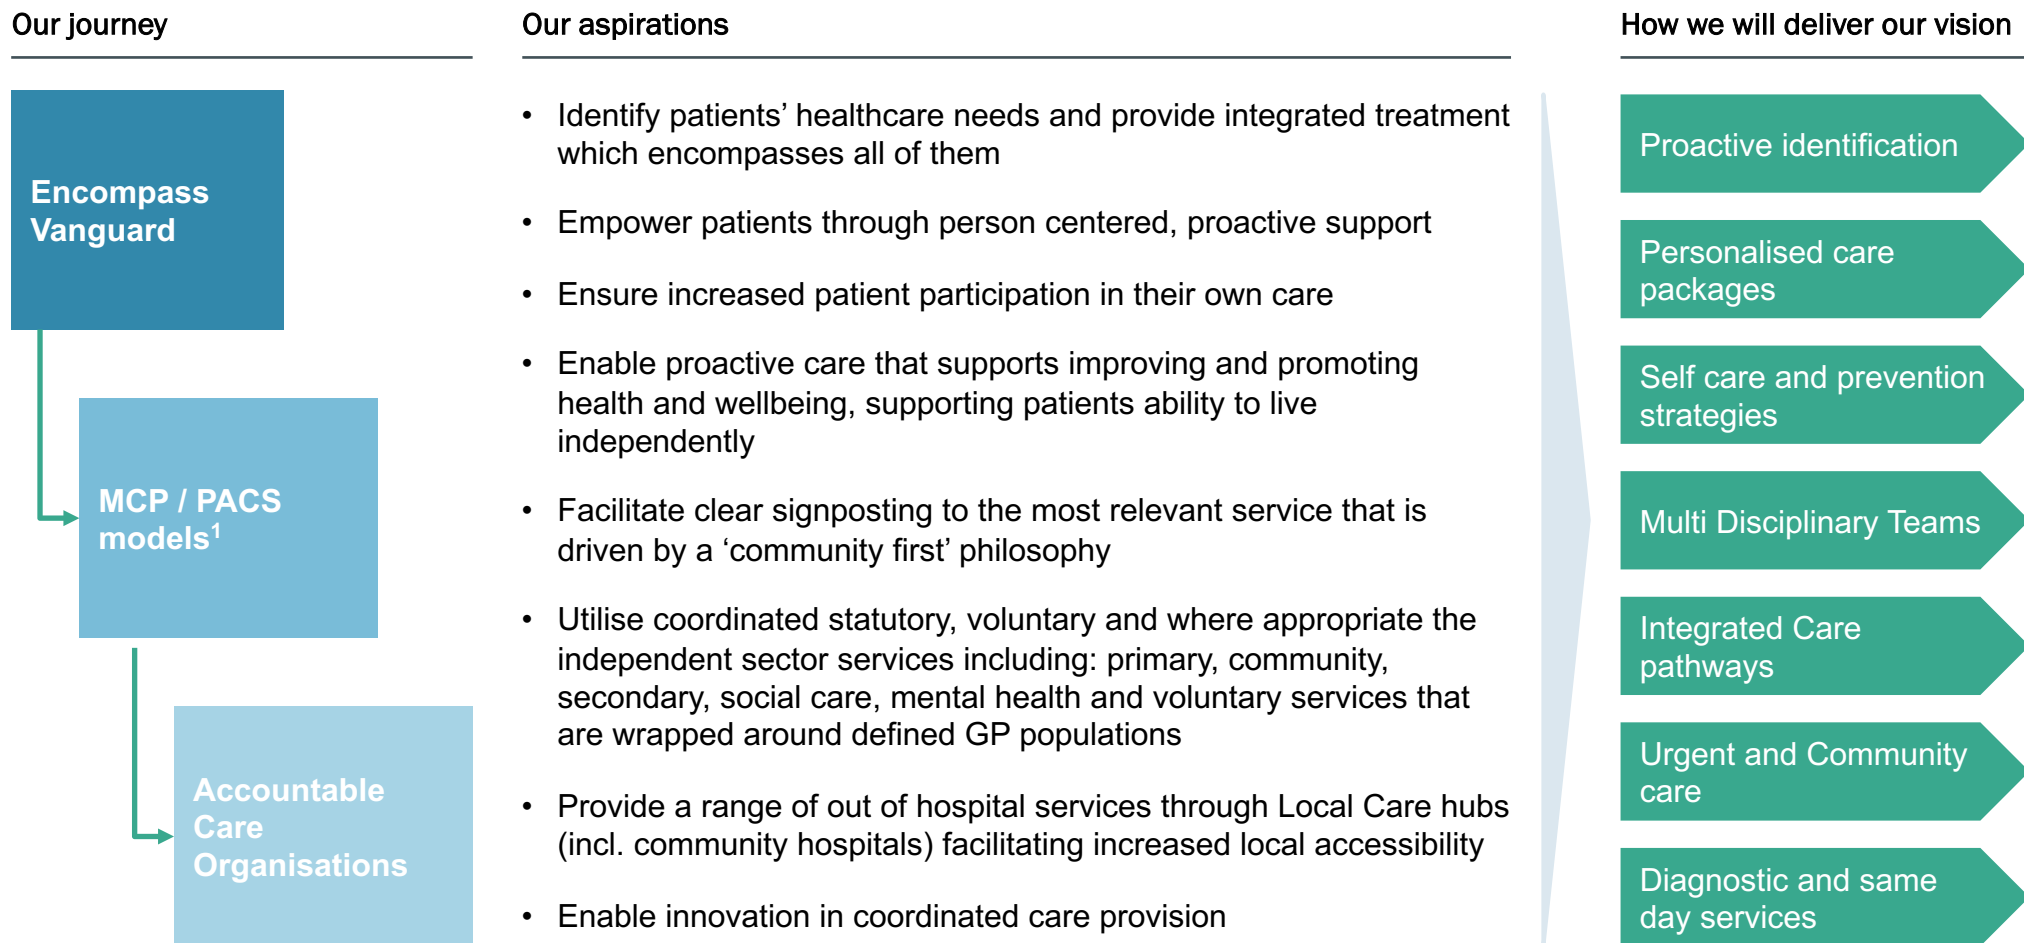 Our journey
Encompass
Vanguard
MCP / PACS
models1
Accountable
Care
Organisations
Our aspirations
• Identify patients’ healthcare needs and provide integrated treatment
which encompasses all of them
• Empower patients through person centered, proactive support
• Ensure increased patient participation in their own care
• Enable proactive care that supports improving and promoting
health and wellbeing, supporting patients ability to live
independently
• Facilitate clear signposting to the most relevant service that is
driven by a ‘community first’ philosophy
• Utilise coordinated statutory, voluntary and where appropriate the
independent sector services including: primary, community,
secondary, social care, mental health and voluntary services that
are wrapped around defined GP populations
• Provide a range of out of hospital services through Local Care hubs
(incl. community hospitals) facilitating increased local accessibility
• Enable innovation in coordinated care provision
How we will deliver our vision
Proactive identification
Personalised care
packages
Self care and prevention
strategies
Multi Disciplinary Teams
Integrated Care
pathways
Urgent and Community
care
Diagnostic and same
day services